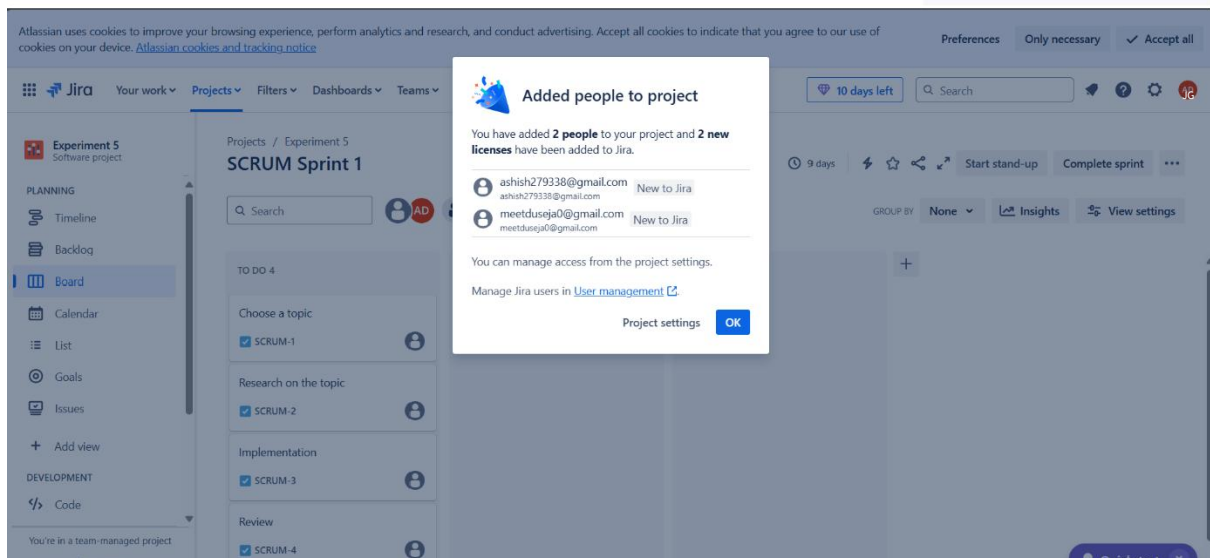 Atlassian uses cookies to improve your browsing experience, perform analytics and research, and conduct advertising. Accept all cookies to indicate that you agree to our use of
cookies on your device. Atlassian cookies and tracking notice
Preferences
Only necessary
Accept all
Jira
Your work
Projects
Filters
Dashboards
Teams
10 days left
Search
JG
Experiment 5
Software project
PLANNING
Timeline
Backlog
Board
Calendar
List
Goals
Issues
Add view
DEVELOPMENT
Code
You're in a team-managed project
Projects / Experiment 5
SCRUM Sprint 1
9 days
Start stand-up
Complete sprint
Search
AD
GROUP BY
None
Insights
View settings
TO DO 4
Choose a topic
SCRUM-1
Research on the topic
SCRUM-2
Implementation
SCRUM-3
Review
SCRUM-4
Added people to project
You have added 2 people to your project and 2 new
licenses have been added to Jira.
ashish279338@gmail.com
New to Jira
ashish279338@gmail.com
meetduseja0@gmail.com
New to Jira
meetduseja0@gmail.com
You can manage access from the project settings.
Manage Jira users in User management.
Project settings
OK